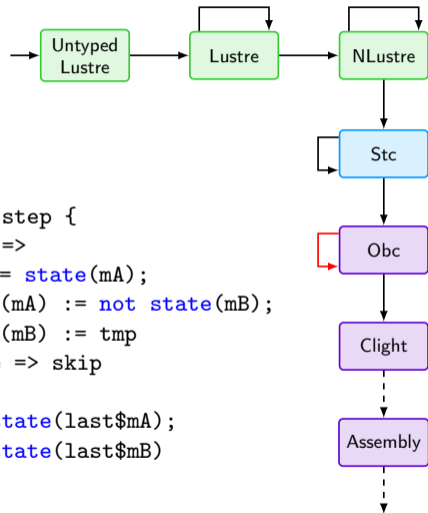 Untyped
Lustre
Lustre
NLustre
Stc
Obc
Clight
Assembly
step {
=>
= state(mA);
(mA) := not state(mB);
(mB) := tmp
=> skip
tate(last$mA);
tate(last$mB)